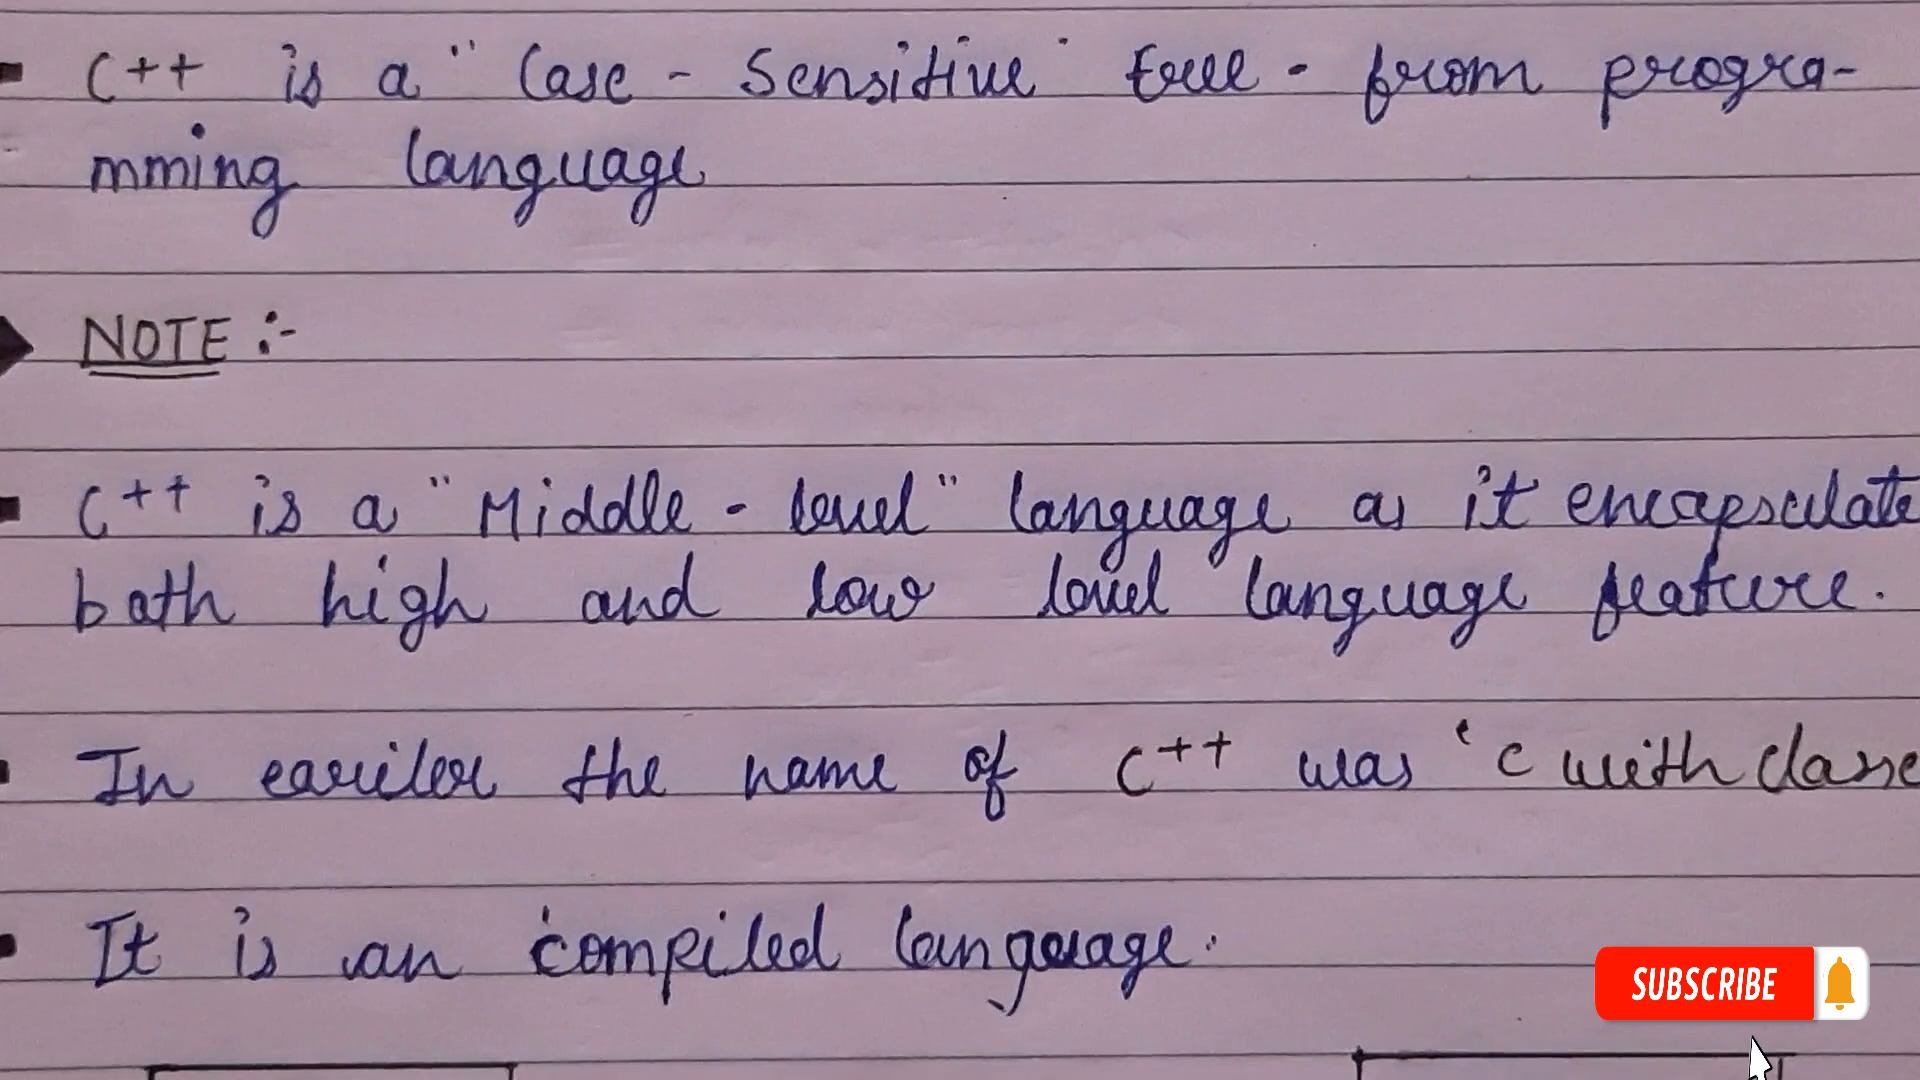 C++ is a "Case - Sensitive" free - from progra-
mming language
NOTE :-
C++ is a "Middle - level" language as it encapsulate
both high and low level language feature.
In eariler the name of C++ was 'C with classe
It is an compiled language.
SUBSCRIBE